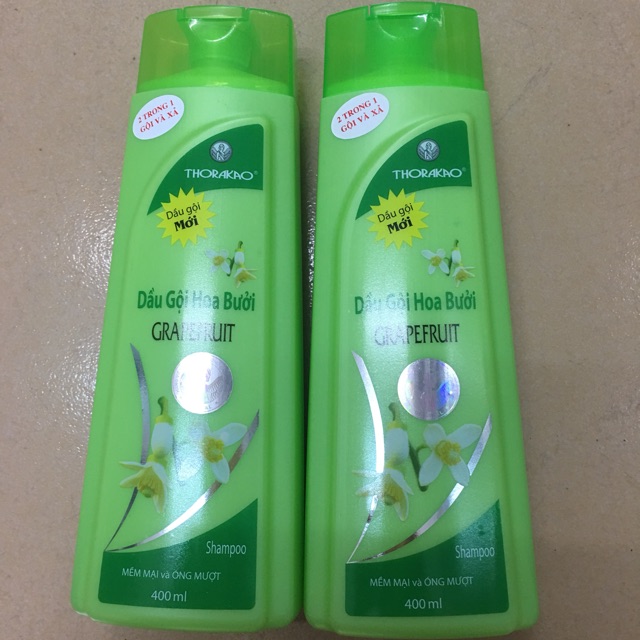 2 TRONG 1
GỘI VÀ XẢ
THORAKAO®
Dầu gội
Mới
Dầu Gội Hoa Bưởi
GRAPEFRUIT
Shampoo
MỀM MẠI và ÓNG MƯỢT
400 ml
2 TRONG 1
GỘI VÀ XẢ
THORAKAO®
Dầu gội
Mới
Dầu Gội Hoa Bưởi
GRAPEFRUIT
Shampoo
MỀM MẠI và ÓNG MƯỢT
400 ml